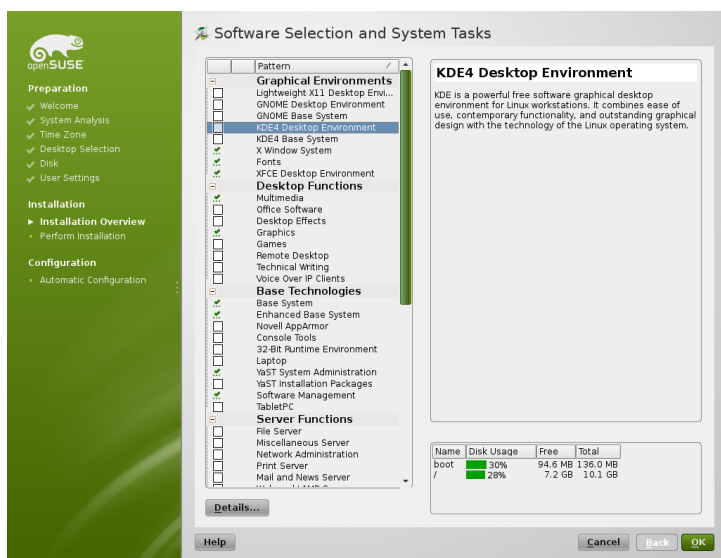 openSUSE
Preparation
Welcome
System Analysis
Time Zone
Desktop Selection
Disk
User Settings
Installation
Installation Overview
Perform Installation
Configuration
Automatic Configuration
Software Selection and System Tasks
Pattern
Graphical Environments
Lightweight X11 Desktop Envi...
GNOME Desktop Environment
GNOME Base System
KDE4 Desktop Environment
KDE4 Base System
X Window System
Fonts
XFCE Desktop Environment
Desktop Functions
Multimedia
Office Software
Desktop Effects
Graphics
Games
Remote Desktop
Technical Writing
Voice Over IP Clients
Base Technologies
Base System
Enhanced Base System
Novell AppArmor
Console Tools
32-Bit Runtime Environment
Laptop
YaST System Administration
YaST Installation Packages
Software Management
TabletPC
Server Functions
File Server
Miscellaneous Server
Network Administration
Print Server
Mail and News Server
Details...
KDE4 Desktop Environment
KDE is a powerful free software graphical desktop
environment for Linux workstations. It combines ease of
use, contemporary functionality, and outstanding graphical
design with the technology of the Linux operating system.
Name Disk Usage Free Total
boot 30% 94.6 MB 136.0 MB
/ 28% 7.2 GB 10.1 GB
Help Cancel Back OK